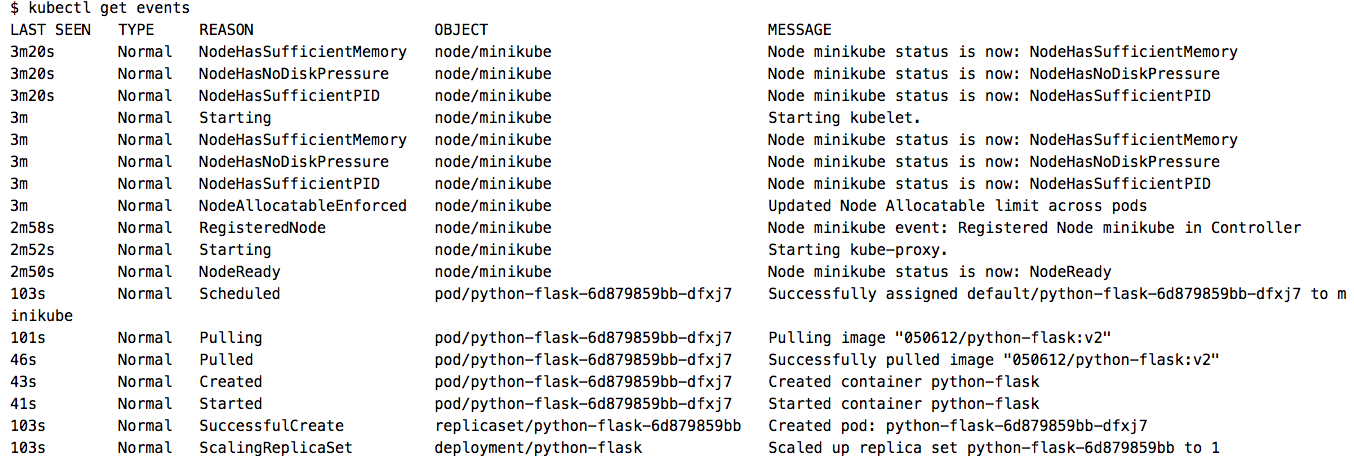 $ kubectl get events
LAST SEEN   TYPE     REASON                    OBJECT                               MESSAGE
3m20s       Normal   NodeHasSufficientMemory   node/minikube                        Node minikube status is now: NodeHasSufficientMemory
3m20s       Normal   NodeHasNoDiskPressure     node/minikube                        Node minikube status is now: NodeHasNoDiskPressure
3m20s       Normal   NodeHasSufficientPID      node/minikube                        Node minikube status is now: NodeHasSufficientPID
3m          Normal   Starting                  node/minikube                        Starting kubelet.
3m          Normal   NodeHasSufficientMemory   node/minikube                        Node minikube status is now: NodeHasSufficientMemory
3m          Normal   NodeHasNoDiskPressure     node/minikube                        Node minikube status is now: NodeHasNoDiskPressure
3m          Normal   NodeHasSufficientPID      node/minikube                        Node minikube status is now: NodeHasSufficientPID
3m          Normal   NodeAllocatableEnforced   node/minikube                        Updated Node Allocatable limit across pods
2m58s       Normal   RegisteredNode            node/minikube                        Node minikube event: Registered Node minikube in Controller
2m52s       Normal   Starting                  node/minikube                        Starting kube-proxy.
2m50s       Normal   NodeReady                 node/minikube                        Node minikube status is now: NodeReady
103s        Normal   Scheduled                 pod/python-flask-6d879859bb-dfxj7    Successfully assigned default/python-flask-6d879859bb-dfxj7 to m
inikube
101s        Normal   Pulling                   pod/python-flask-6d879859bb-dfxj7    Pulling image "050612/python-flask:v2"
46s         Normal   Pulled                    pod/python-flask-6d879859bb-dfxj7    Successfully pulled image "050612/python-flask:v2"
43s         Normal   Created                   pod/python-flask-6d879859bb-dfxj7    Created container python-flask
41s         Normal   Started                   pod/python-flask-6d879859bb-dfxj7    Started container python-flask
103s        Normal   SuccessfulCreate          replicaset/python-flask-6d879859bb   Created pod: python-flask-6d879859bb-dfxj7
103s        Normal   ScalingReplicaSet         deployment/python-flask              Scaled up replica set python-flask-6d879859bb to 1